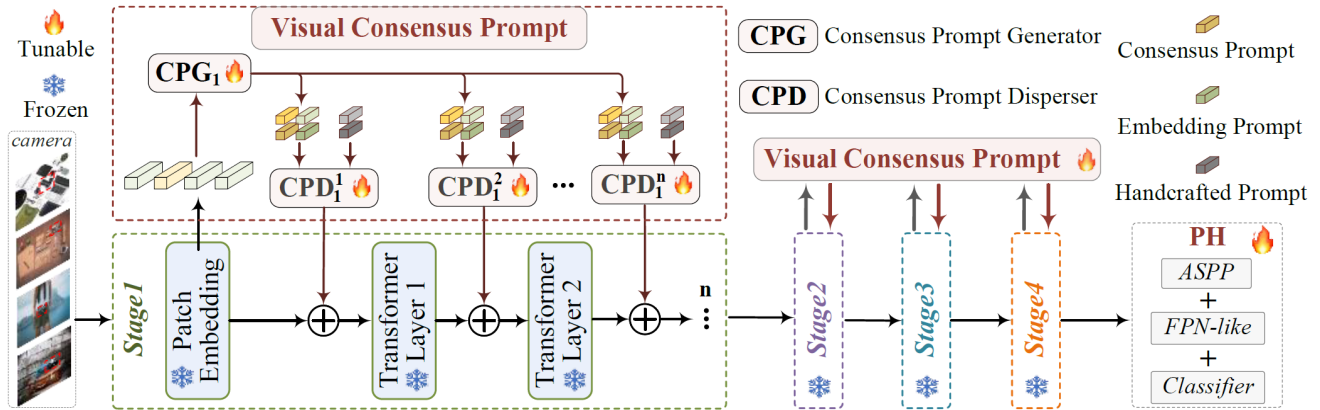 Tunable
Frozen
camera
Visual Consensus Prompt
CPG₁
CPD₁¹
CPD₁²
...
CPD₁ⁿ
Stage1
Patch
Embedding
Transformer
Layer 1
Transformer
Layer 2
n
...
CPG Consensus Prompt Generator
CPD Consensus Prompt Disperser
Consensus Prompt
Embedding Prompt
Handcrafted Prompt
Visual Consensus Prompt
Stage2
Stage3
Stage4
PH
ASPP
+
FPN-like
+
Classifier